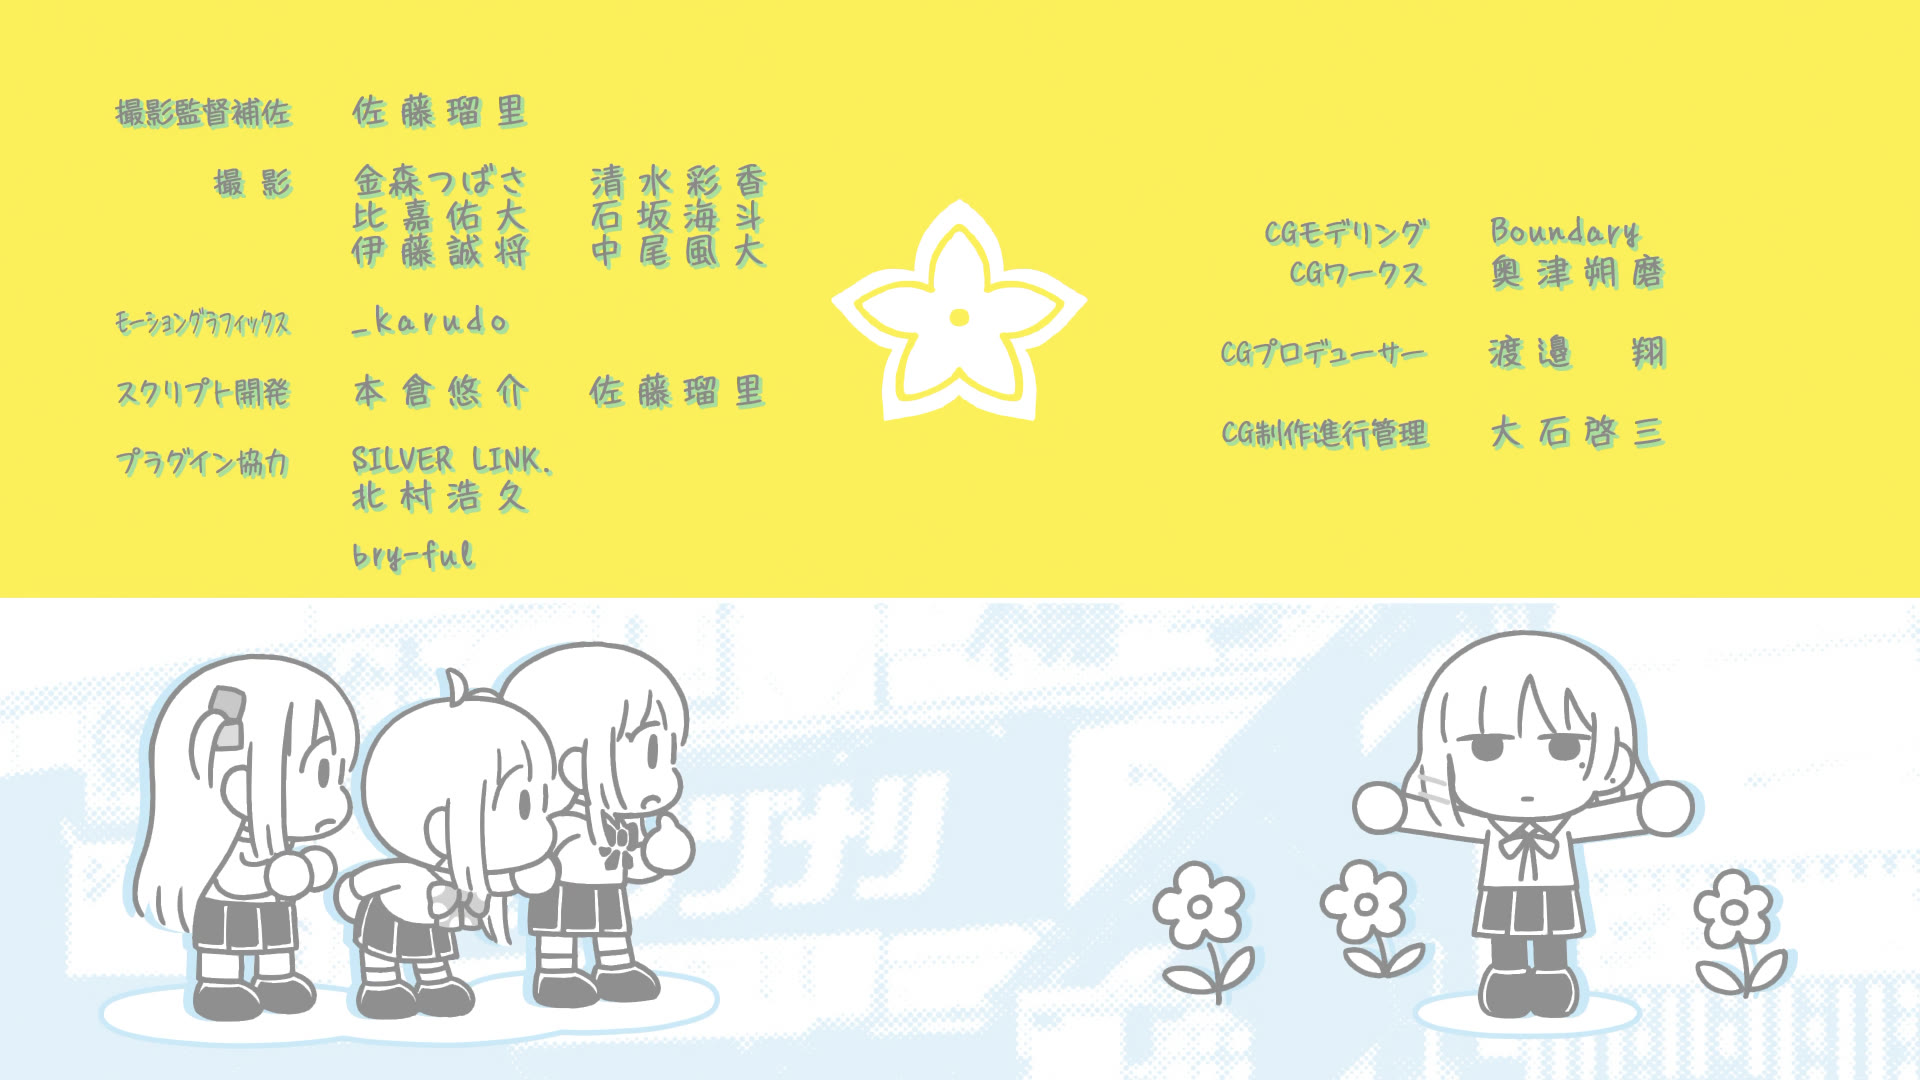 撮影監督補佐 佐藤瑠里
撮影 金森つばさ 清水彩香
比嘉佑大 石坂海斗
伊藤誠将 中尾風大
モーショングラフィックス _karudo
スクリプト開発 本倉悠介 佐藤瑠里
プラグイン協力 SILVER LINK.
北村浩久
bry-ful
CGモデリング Boundary
CGワークス 奥津朔磨
CGプロデューサー 渡邉 翔
CG制作進行管理 大石啓三